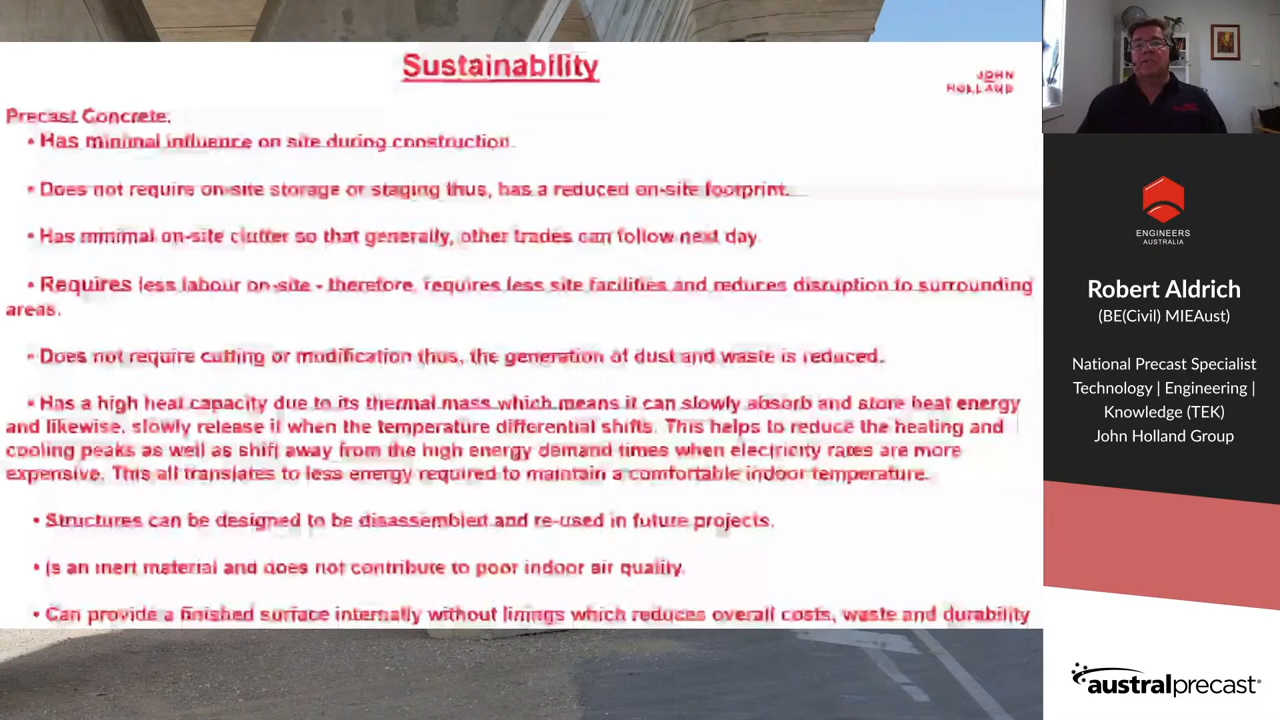 Sustainability
JOHN
HOLLAND
Precast Concrete:
• Has minimal influence on site during construction.
• Does not require on-site storage or staging thus, has a reduced on-site footprint.
• Has minimal on-site clutter so that generally, other trades can follow next day.
• Requires less labour on-site - therefore, requires less site facilities and reduces disruption to surrounding
areas.
• Does not require cutting or modification thus, the generation of dust and waste is reduced.
• Has a high heat capacity due to its thermal mass which means it can slowly absorb and store heat energy
and likewise, slowly release it when the temperature differential shifts. This helps to reduce the heating and
cooling peaks as well as shift away from the high energy demand times when electricity rates are more
expensive. This all translates to less energy required to maintain a comfortable indoor temperature.
• Structures can be designed to be disassembled and re-used in future projects.
• Is an inert material and does not contribute to poor indoor air quality.
• Can provide a finished surface internally without linings which reduces overall costs, waste and durability
ENGINEERS
AUSTRALIA
Robert Aldrich
(BE(Civil) MIEAust)
National Precast Specialist
Technology | Engineering |
Knowledge (TEK)
John Holland Group
australprecast®